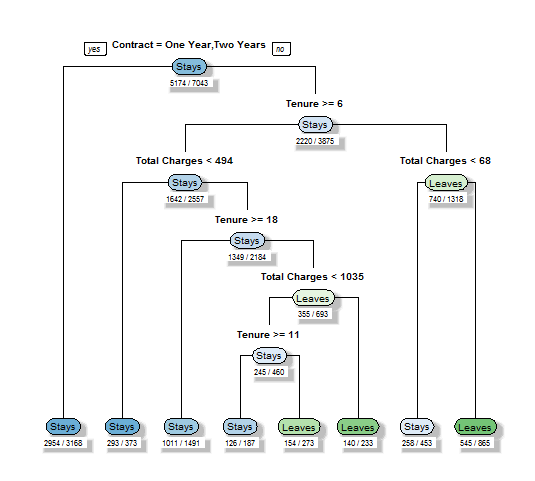 yes Contract = One Year,Two Years no
Stays
5174 / 7043
Tenure >= 6
Stays
2220 / 3875
Total Charges < 494 Total Charges < 68
Stays Leaves
1642 / 2557 740 / 1318
Tenure >= 18
Stays
1349 / 2184
Total Charges < 1035
Leaves
355 / 693
Tenure >= 11
Stays
245 / 460
Stays Stays Stays Stays Leaves Leaves Stays Leaves
2954 / 3168 293 / 373 1011 / 1491 126 / 187 154 / 273 140 / 233 258 / 453 545 / 865